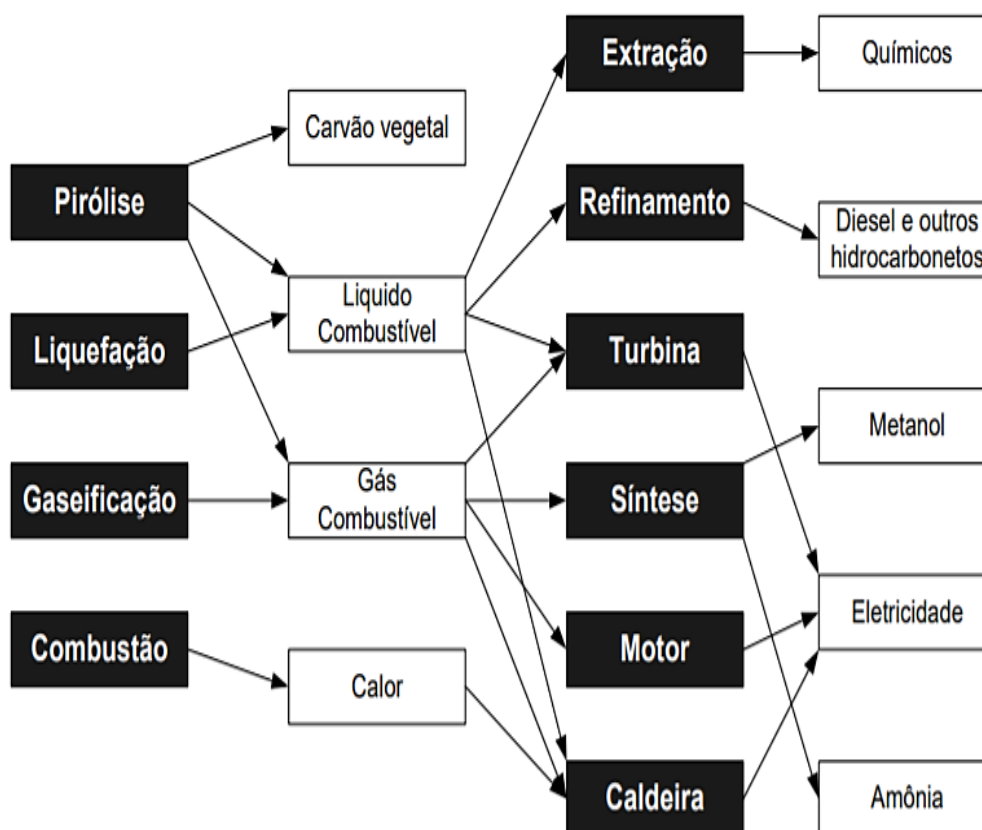 Extração
Químicos
Carvão vegetal
Pirólise
Refinamento
Diesel e outros
hidrocarbonetos
Liquido
Combustível
Liquefação
Turbina
Metanol
Gaseificação
Gás
Combustível
Síntese
Eletricidade
Combustão
Calor
Motor
Caldeira
Amônia